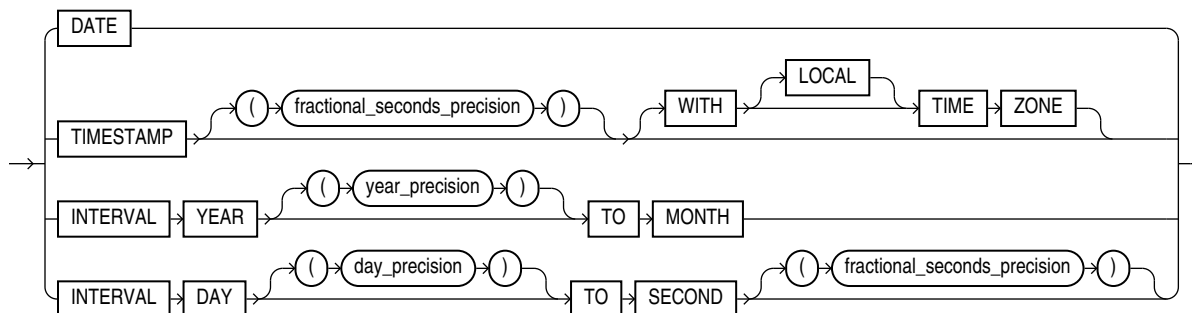 DATE
TIMESTAMP ( fractional_seconds_precision ) WITH LOCAL TIME ZONE
INTERVAL YEAR ( year_precision ) TO MONTH
INTERVAL DAY ( day_precision ) TO SECOND ( fractional_seconds_precision )